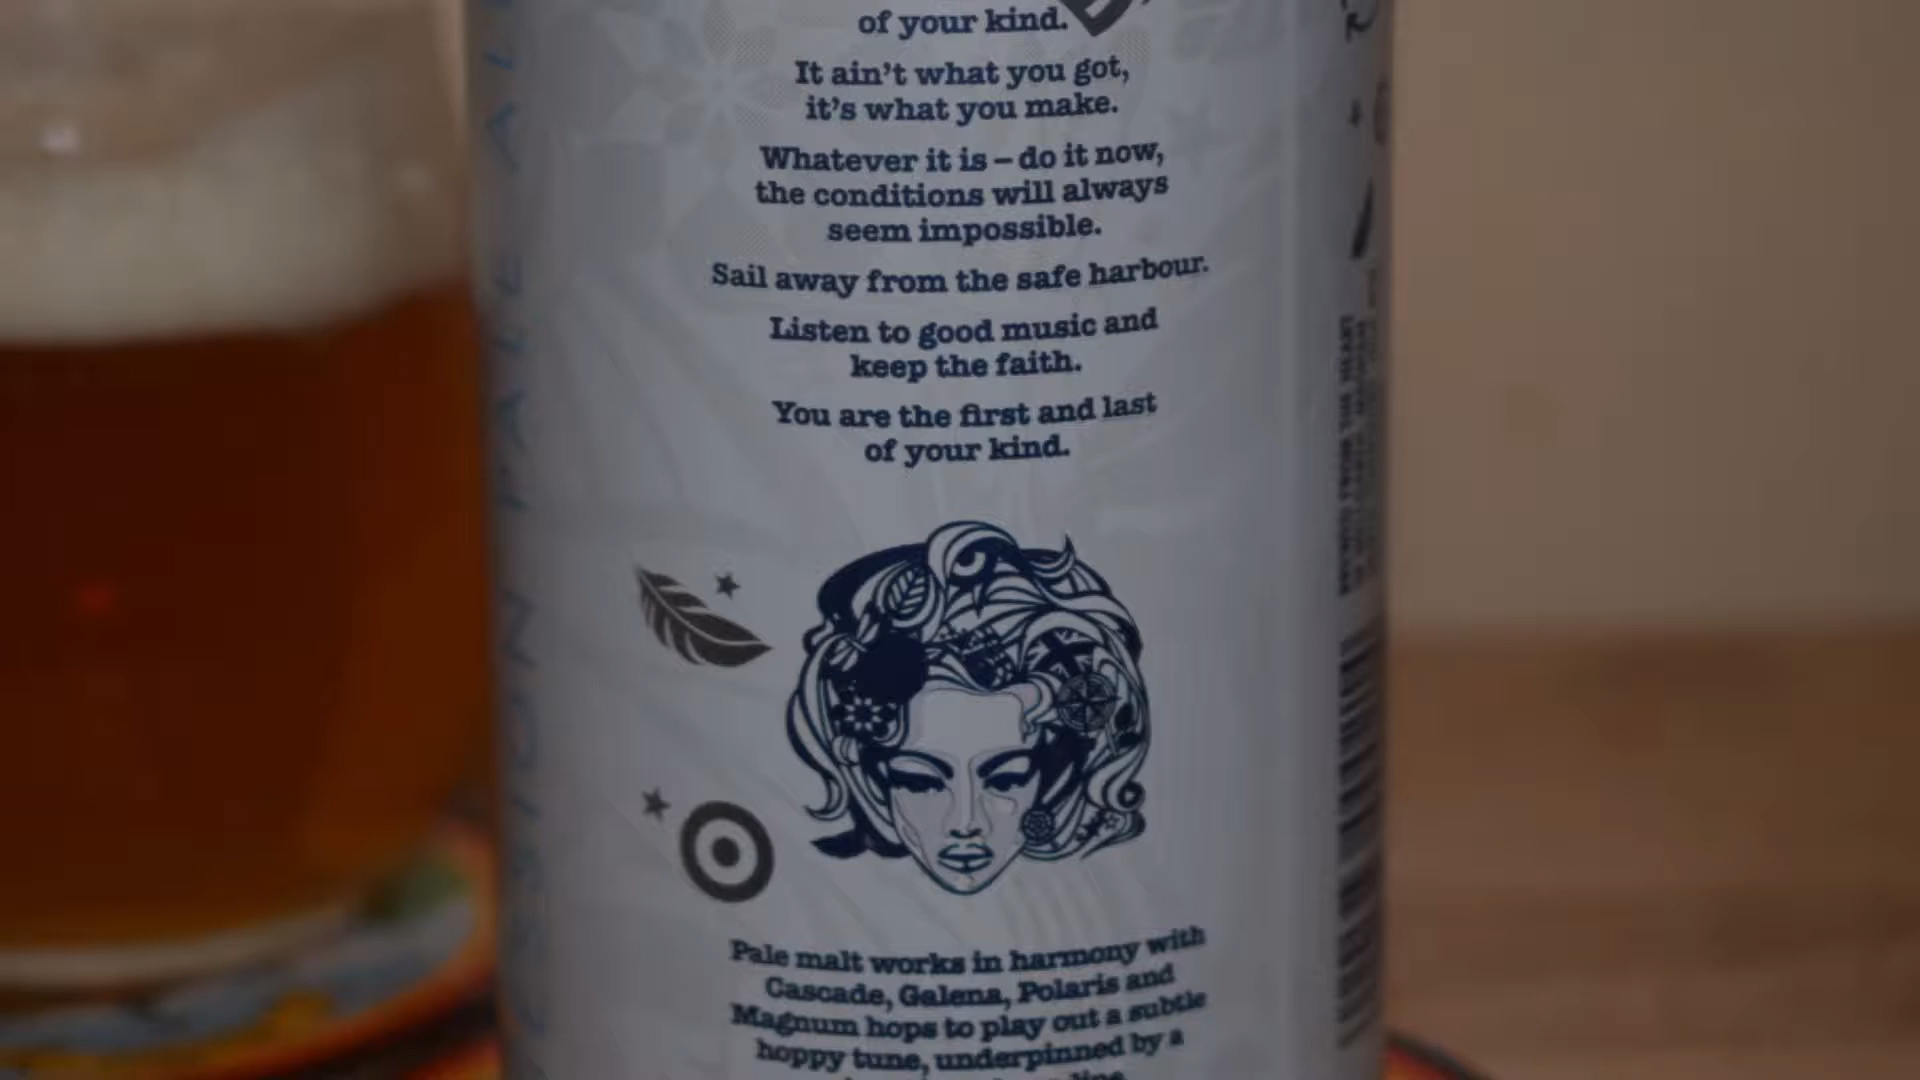 of your kind.
It ain't what you got,
it's what you make.
Whatever it is – do it now,
the conditions will always
seem impossible.
Sail away from the safe harbour.
Listen to good music and
keep the faith.
You are the first and last
of your kind.
Pale malt works in harmony with
Cascade, Galena, Polaris and
Magnum hops to play out a subtle
hoppy tune, underpinned by a
SESSION PALE ALE